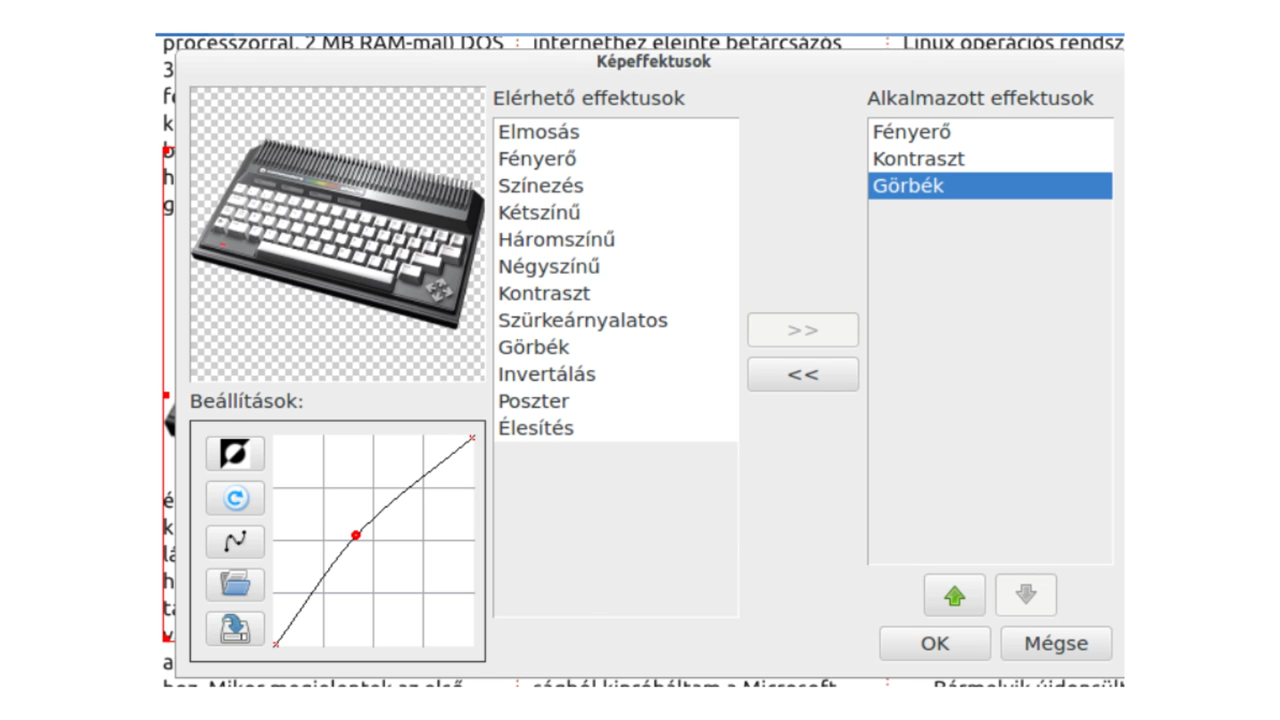 processzorral, 2 MB RAM-mal) DOS
internethez eleinte betárcsázós
Linux operációs rendsz
Képeffektusok
Elérhető effektusok
Elmosás
Fényerő
Színezés
Kétszínű
Háromszínű
Négyszínű
Kontraszt
Szürkeárnyalatos
Görbék
Invertálás
Poszter
Élesítés
>>
<<
Alkalmazott effektusok
Fényerő
Kontraszt
Görbék
Beállítások:
OK
Mégse